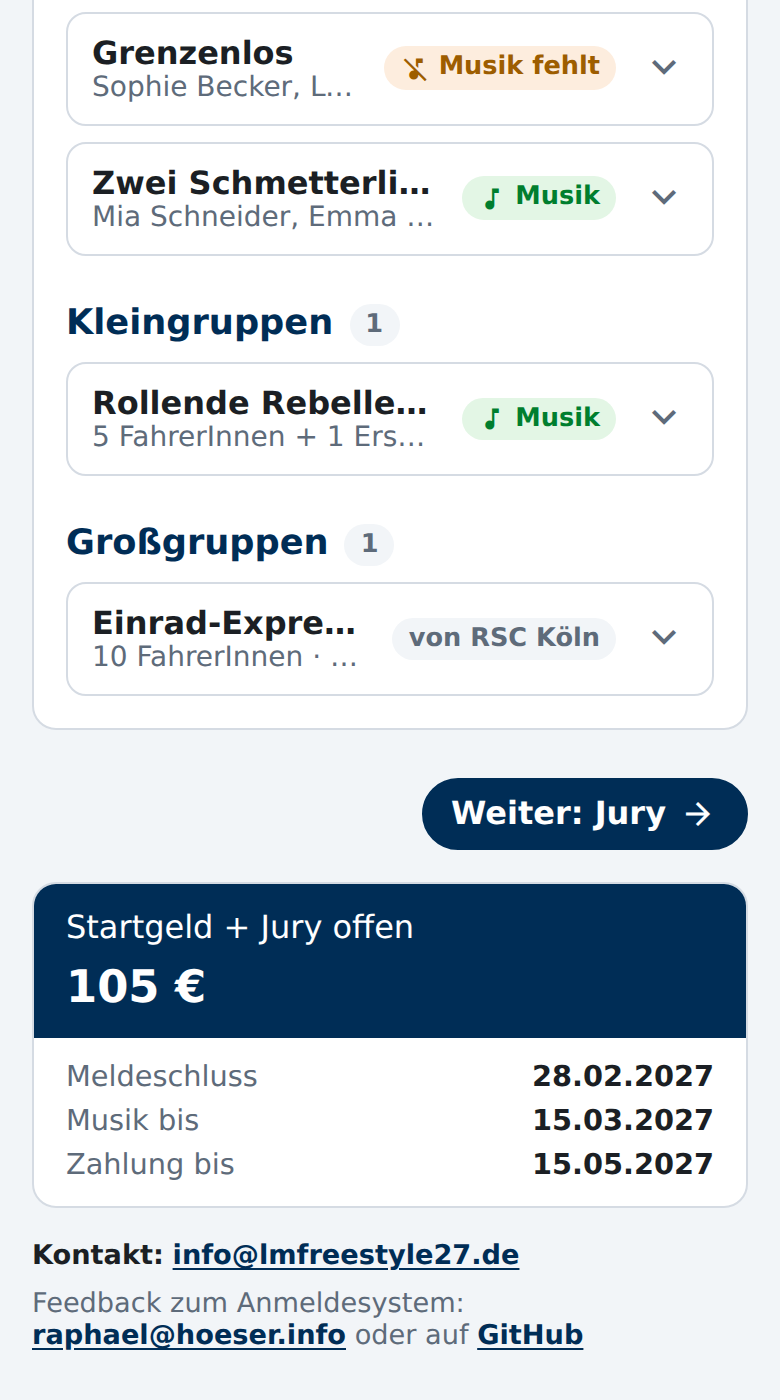 Grenzenlos
Sophie Becker, L…
Musik fehlt
Zwei Schmetterli…
Mia Schneider, Emma …
Musik
Kleingruppen 1
Rollende Rebelle…
5 FahrerInnen + 1 Ers…
Musik
Großgruppen 1
Einrad-Expre…
10 FahrerInnen · …
von RSC Köln
Weiter: Jury →
Startgeld + Jury offen
105 €
Meldeschluss 28.02.2027
Musik bis 15.03.2027
Zahlung bis 15.05.2027
Kontakt: info@lmfreestyle27.de
Feedback zum Anmeldesystem:
raphael@hoeser.info oder auf GitHub